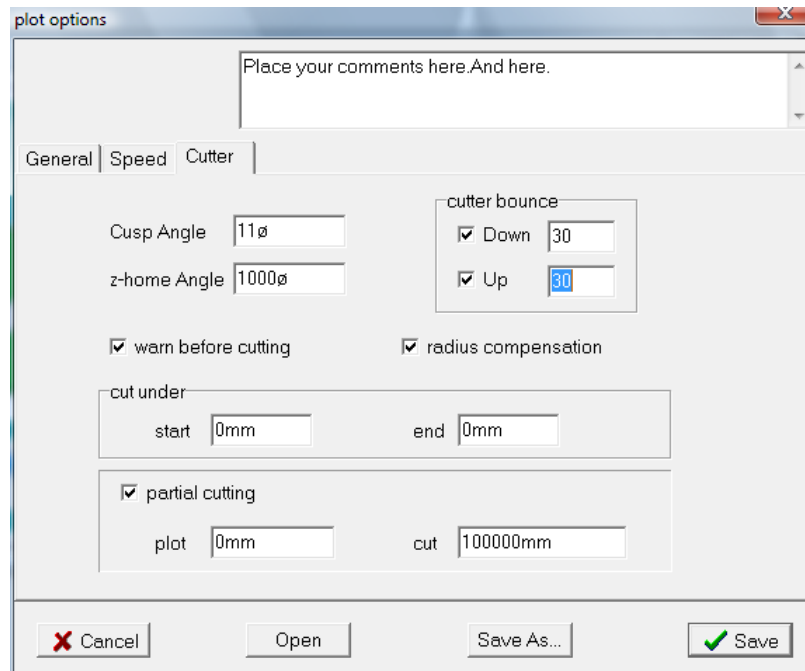 plot options
Place your comments here.And here.
General Speed Cutter
cutter bounce
Cusp Angle 11ø
Down 30
z-home Angle 1000ø
Up 30
warn before cutting radius compensation
cut under
start 0mm end 0mm
partial cutting
plot 0mm cut 100000mm
Cancel Open Save As... Save